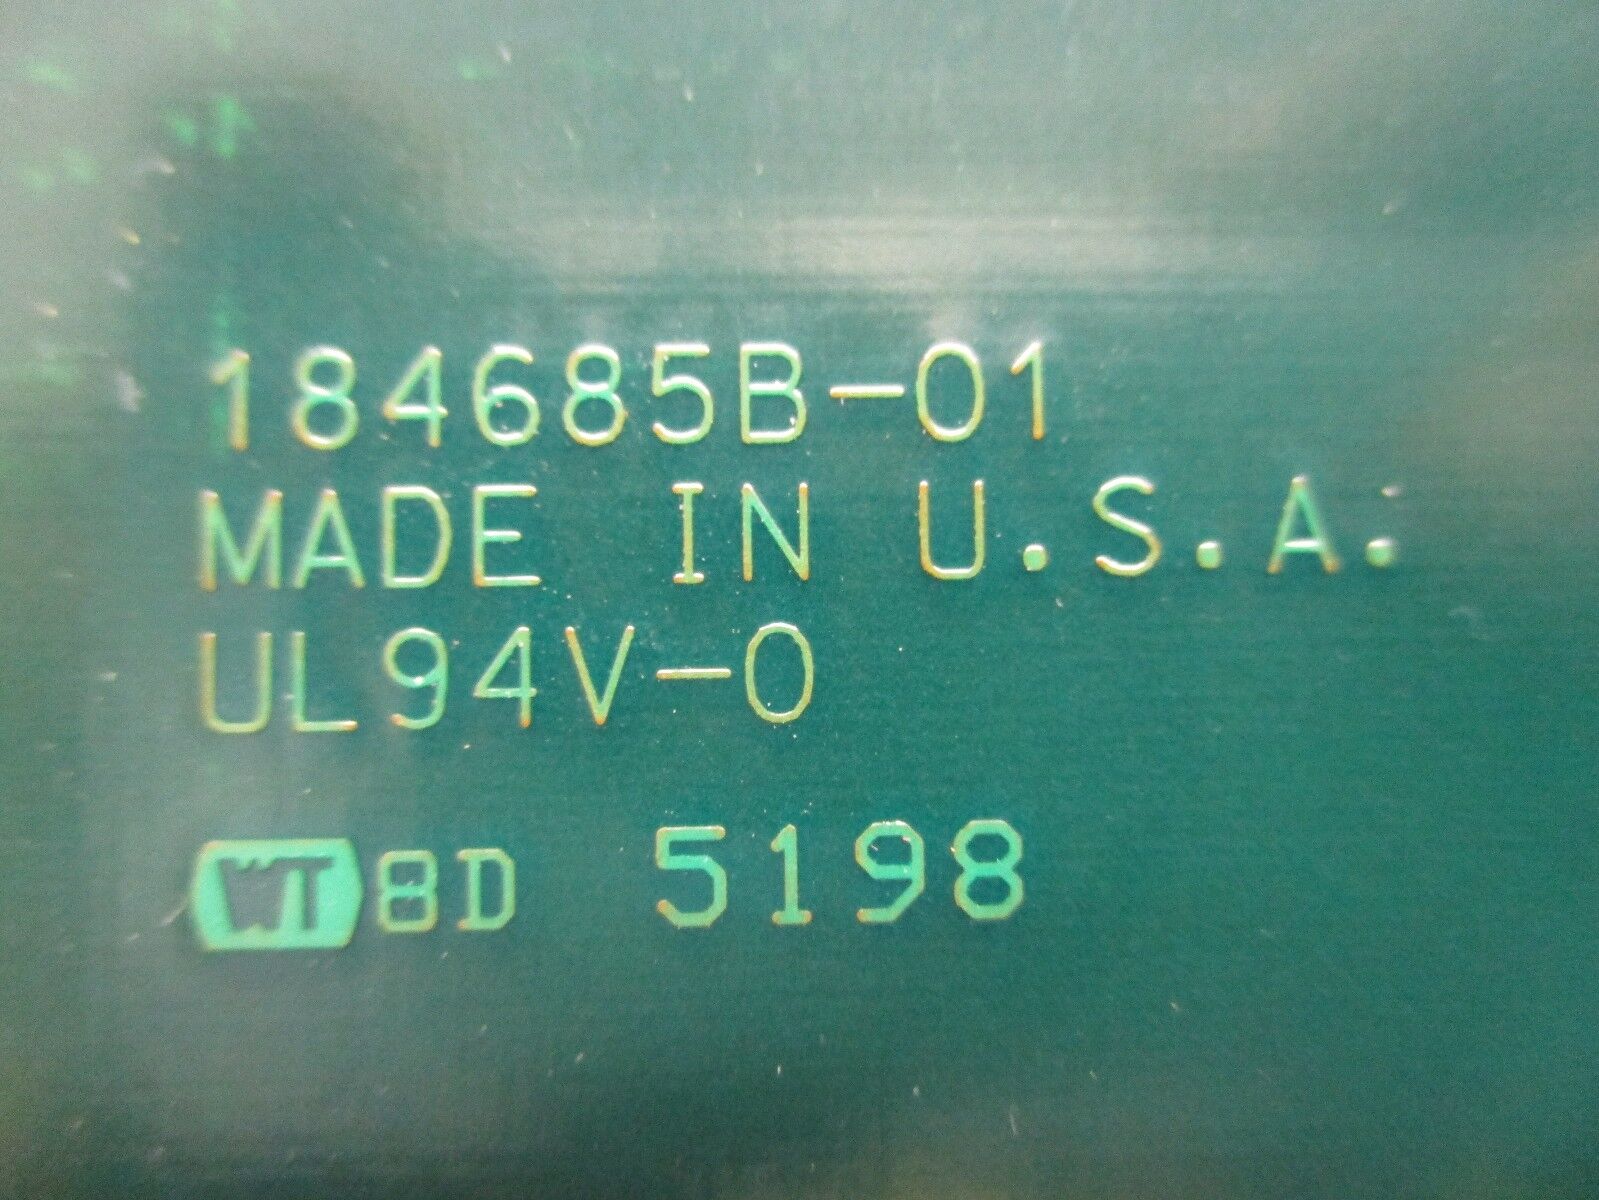 184685B-01
MADE IN U.S.A.
UL94V-0
WT 8D 5198